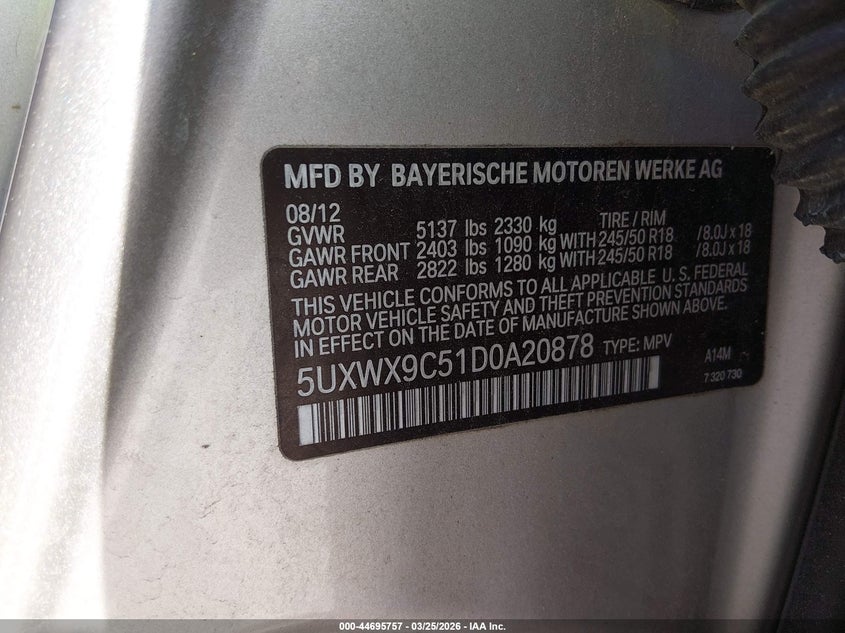 MFD BY BAYERISCHE MOTOREN WERKE AG
08/12 TIRE / RIM
GVWR 5137 lbs 2330 kg
GAWR FRONT 2403 lbs 1090 kg WITH 245/50 R18 /8.0J x 18
GAWR REAR 2822 lbs 1280 kg WITH 245/50 R18 /8.0J x 18
THIS VEHICLE CONFORMS TO ALL APPLICABLE U.S. FEDERAL
MOTOR VEHICLE SAFETY AND THEFT PREVENTION STANDARDS
IN EFFECT ON THE DATE OF MANUFACTURE SHOWN ABOVE.
5UXWX9C51D0A20878 TYPE: MPV A14M
7 320 730
000-44695757 | 03/25/2026 | IAA Inc.